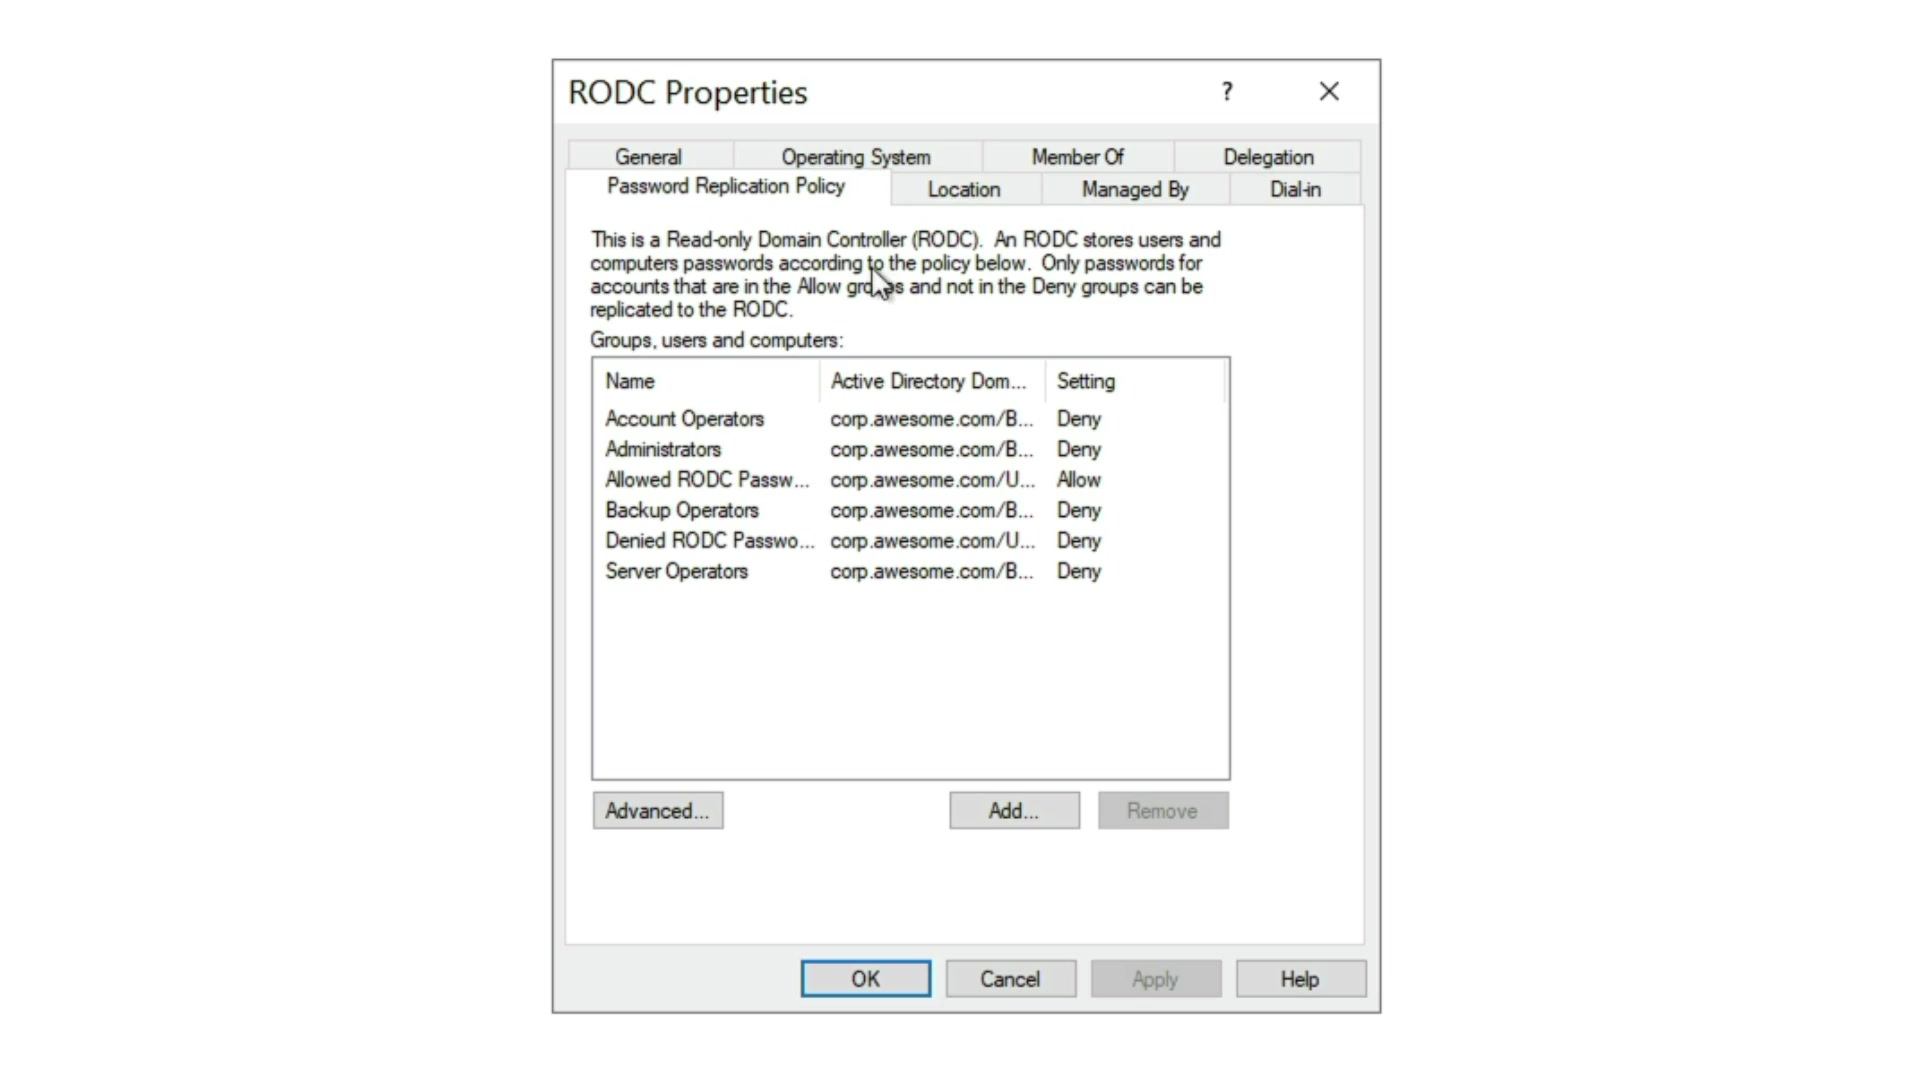 RODC Properties
?
General Operating System Member Of Delegation
Password Replication Policy Location Managed By Dial-in
This is a Read-only Domain Controller (RODC). An RODC stores users and
computers passwords according to the policy below. Only passwords for
accounts that are in the Allow groups and not in the Deny groups can be
replicated to the RODC.
Groups, users and computers:
Name Active Directory Dom... Setting
Account Operators corp.awesome.com/B... Deny
Administrators corp.awesome.com/B... Deny
Allowed RODC Passw... corp.awesome.com/U... Allow
Backup Operators corp.awesome.com/B... Deny
Denied RODC Passwo... corp.awesome.com/U... Deny
Server Operators corp.awesome.com/B... Deny
Advanced... Add... Remove
OK Cancel Apply Help